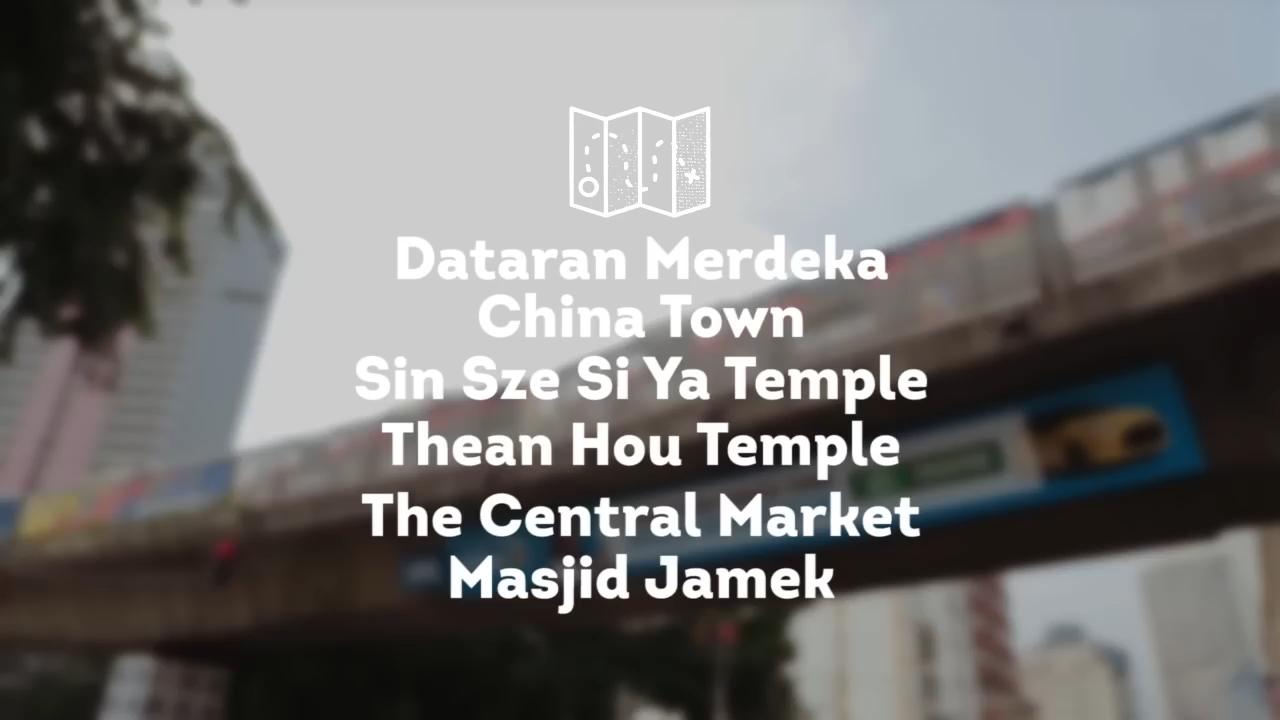 Dataran Merdeka
China Town
Sin Sze Si Ya Temple
Thean Hou Temple
The Central Market
Masjid Jamek